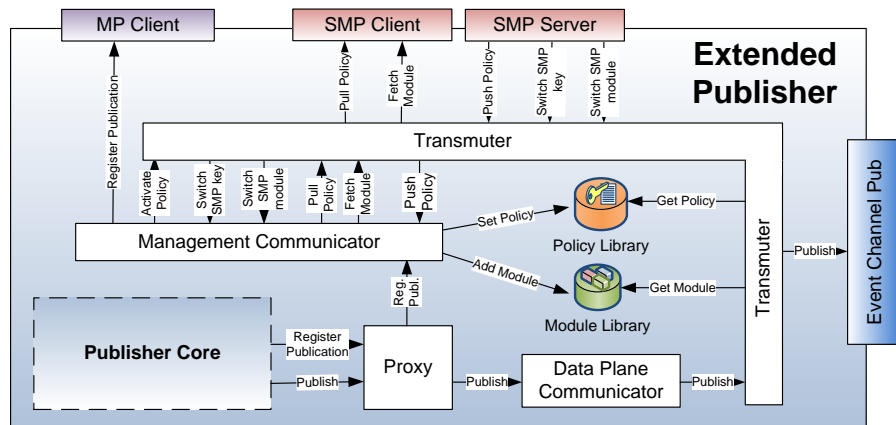 MP Client
SMP Client
SMP Server
Extended
Publisher
Register Publication
Pull Policy
Fetch
Module
Push Policy
Switch SMP
key
Switch SMP
module
Transmuter
Activate
Policy
Switch
SMP key
Switch
SMP
module
Pull
Policy
Fetch
Module
Push
Policy
Management Communicator
Set Policy
Add Module
Policy Library
Get Policy
Module Library
Get Module
Transmuter
Publish
Event Channel Pub
Reg.
Publ.
Publisher Core
Register
Publication
Publish
Proxy
Publish
Data Plane
Communicator
Publish